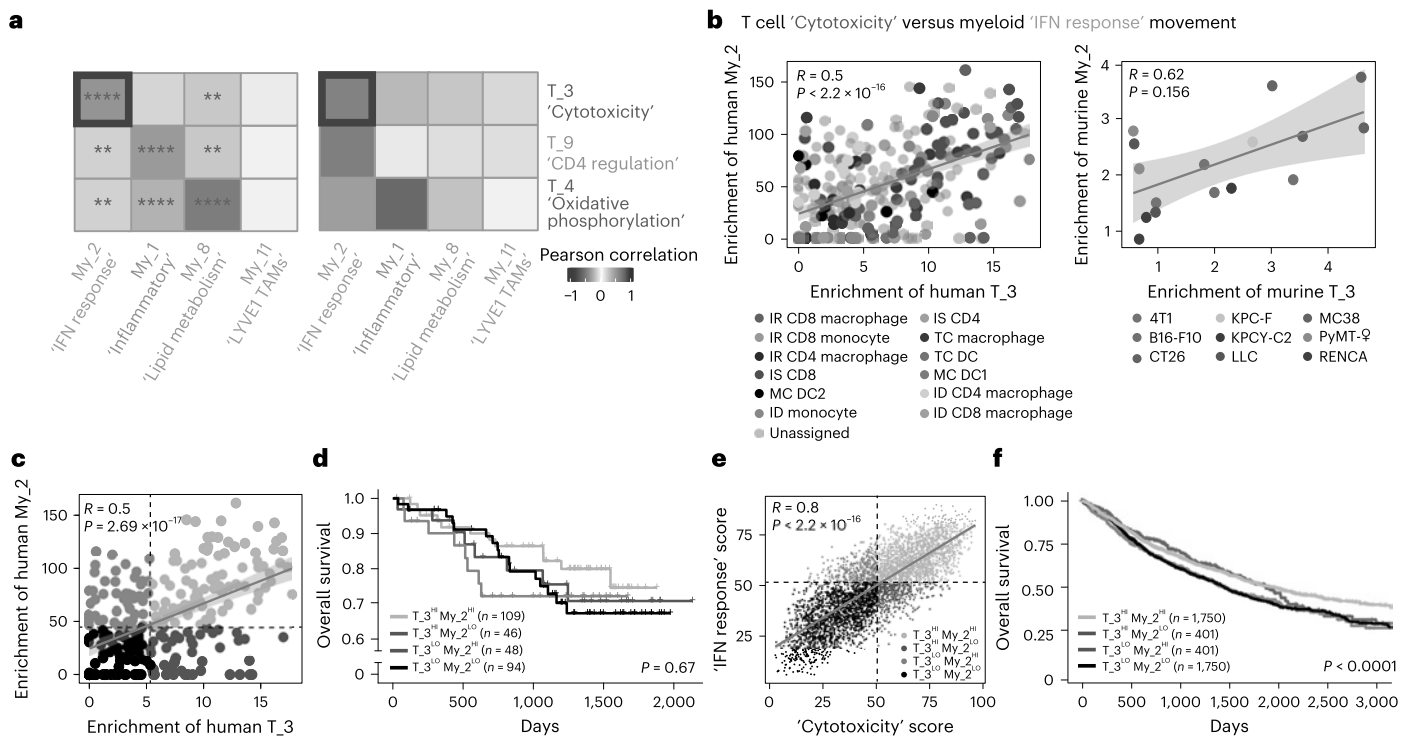 a
****
**
**
****
**
**
****
****
T_3
'Cytotoxicity'
T_9
'CD4 regulation'
T_4
'Oxidative
phosphorylation'
My_2
'IFN response'
My_1
'Inflammatory'
My_8
'Lipid metabolism'
My_11
'LYVE1 TAMs'
My_2
'IFN response'
My_1
'Inflammatory'
My_8
'Lipid metabolism'
My_11
'LYVE1 TAMs'
Pearson correlation
−1 0 1
b T cell 'Cytotoxicity' versus myeloid 'IFN response' movement
Enrichment of human My_2
R = 0.5
P < 2.2 × 10−16
150
100
50
0
0 5 10 15
Enrichment of human T_3
Enrichment of murine My_2
R = 0.62
P = 0.156
4
3
2
1
1 2 3 4
Enrichment of murine T_3
IR CD8 macrophage
IR CD8 monocyte
IR CD4 macrophage
IS CD8
MC DC2
ID monocyte
Unassigned
IS CD4
TC macrophage
TC DC
MC DC1
ID CD4 macrophage
ID CD8 macrophage
4T1
B16-F10
CT26
KPC-F
KPCY-C2
LLC
MC38
PyMT-♀
RENCA
c
Enrichment of human My_2
R = 0.5
P = 2.69 × 10−17
150
100
50
0
0 5 10 15
Enrichment of human T_3
d
Overall survival
1.0
0.9
0.8
0.7
0.6
0
T_3HI My_2HI (n = 109)
T_3HI My_2LO (n = 46)
T_3LO My_2HI (n = 48)
T_3LO My_2LO (n = 94)
P = 0.67
0 500 1,000 1,500 2,000
Days
e
'IFN response' score
R = 0.8
P < 2.2 × 10−16
75
50
25
T_3HI My_2HI
T_3HI My_2LO
T_3LO My_2HI
T_3LO My_2LO
0 25 50 75 100
'Cytotoxicity' score
f
Overall survival
1.00
0.75
0.50
0.25
0
T_3HI My_2HI (n = 1,750)
T_3HI My_2LO (n = 401)
T_3LO My_2HI (n = 401)
T_3LO My_2LO (n = 1,750)
P < 0.0001
0 500 1,000 1,500 2,000 2,500 3,000
Days